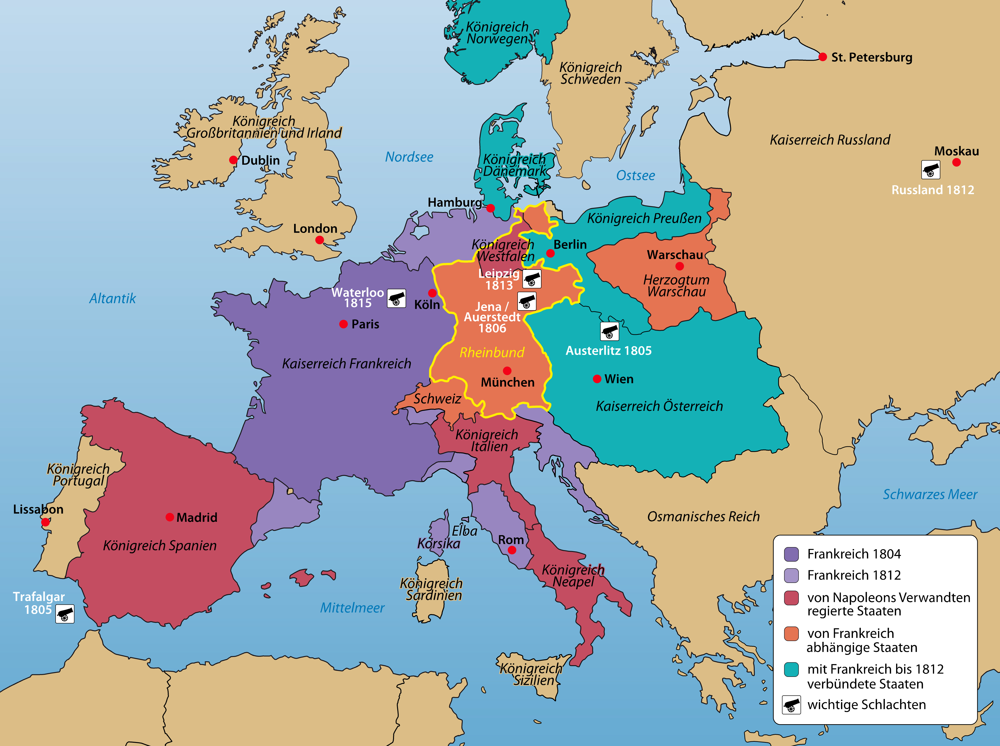 Königreich
Norwegen
Königreich
Schweden
St. Petersburg
Königreich
Großbritannien und Irland
Dublin
London
Nordsee
Königreich
Dänemark
Ostsee
Kaiserreich Russland
Moskau
Russland 1812
Hamburg
Königreich Preußen
Königreich
Westfalen
Berlin
Warschau
Herzogtum
Warschau
Leipzig
1813
Altantik
Waterloo
1815
Köln
Jena /
Auerstedt
1806
Paris
Austerlitz 1805
Rheinbund
Kaiserreich Frankreich
München
Wien
Schweiz
Kaiserreich Österreich
Königreich
Italien
Königreich
Portugal
Lissabon
Madrid
Königreich Spanien
Schwarzes Meer
Osmanisches Reich
Elba
Korsika
Rom
Königreich
Neapel
Königreich
Sardinien
Trafalgar
1805
Mittelmeer
Königreich
Sizilien
Frankreich 1804
Frankreich 1812
von Napoleons Verwandten
regierte Staaten
von Frankreich
abhängige Staaten
mit Frankreich bis 1812
verbündete Staaten
wichtige Schlachten